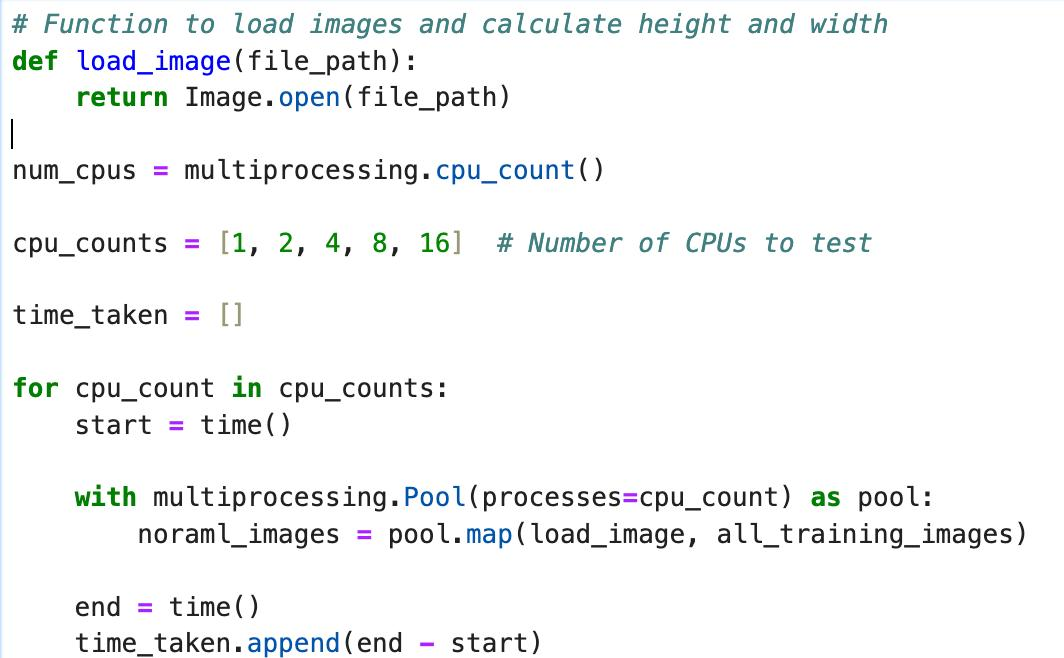 # Function to load images and calculate height and width
def load_image(file_path):
    return Image.open(file_path)
num_cpus = multiprocessing.cpu_count()
cpu_counts = [1, 2, 4, 8, 16]  # Number of CPUs to test
time_taken = []
for cpu_count in cpu_counts:
    start = time()
    with multiprocessing.Pool(processes=cpu_count) as pool:
        noraml_images = pool.map(load_image, all_training_images)
    end = time()
    time_taken.append(end - start)